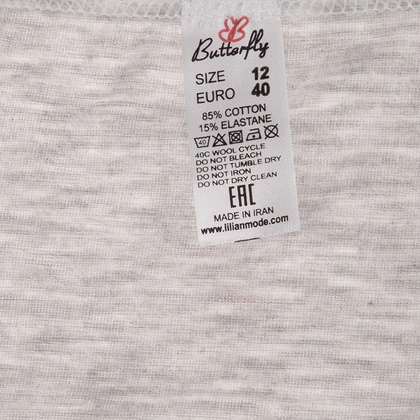 Butterfly
SIZE 12
EURO 40
85% COTTON
15% ELASTANE
40
40C WOOL CYCLE
DO NOT BLEACH
DO NOT TUMBLE DRY
DO NOT IRON
DO NOT DRY CLEAN
EAC
MADE IN IRAN
www.lilianmode.com